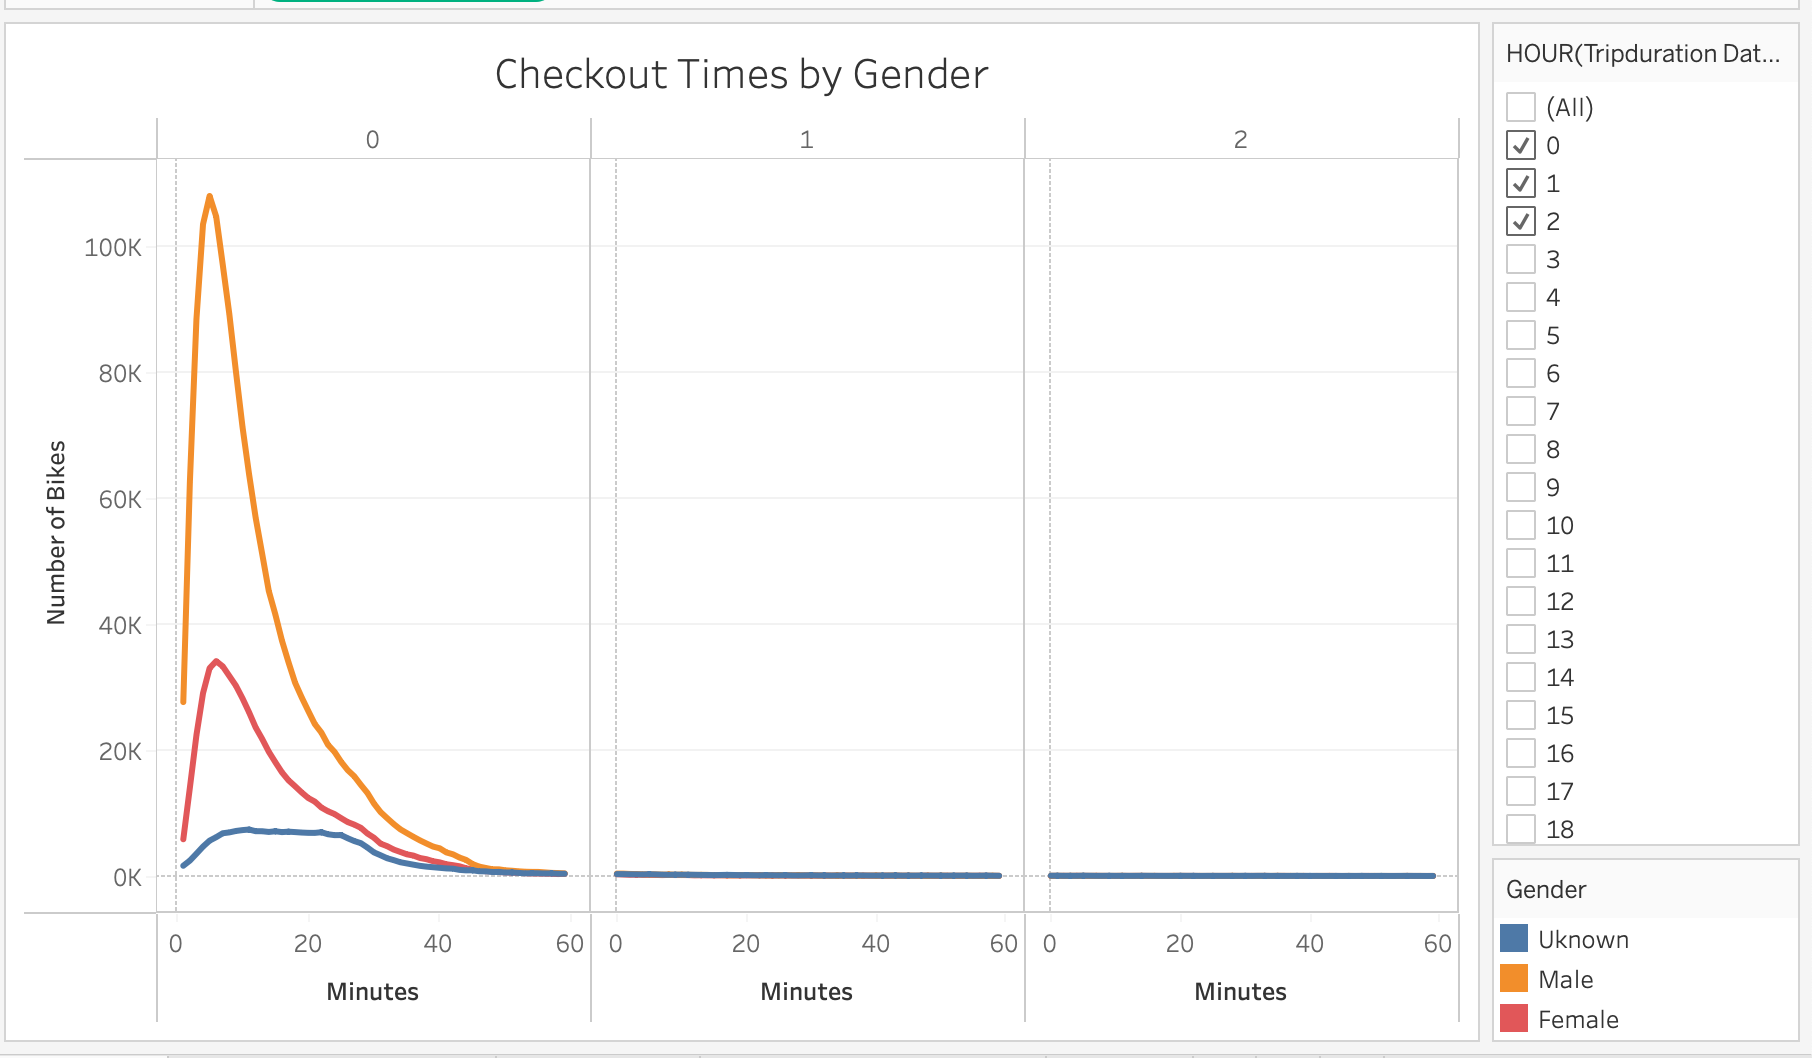 Checkout Times by Gender
0 1 2
100K
80K
60K
40K
20K
0K
Number of Bikes
0 20 40 60 0 20 40 60 0 20 40 60
Minutes Minutes Minutes
HOUR(Tripduration Dat...
(All)
0
1
2
3
4
5
6
7
8
9
10
11
12
13
14
15
16
17
18
Gender
Uknown
Male
Female